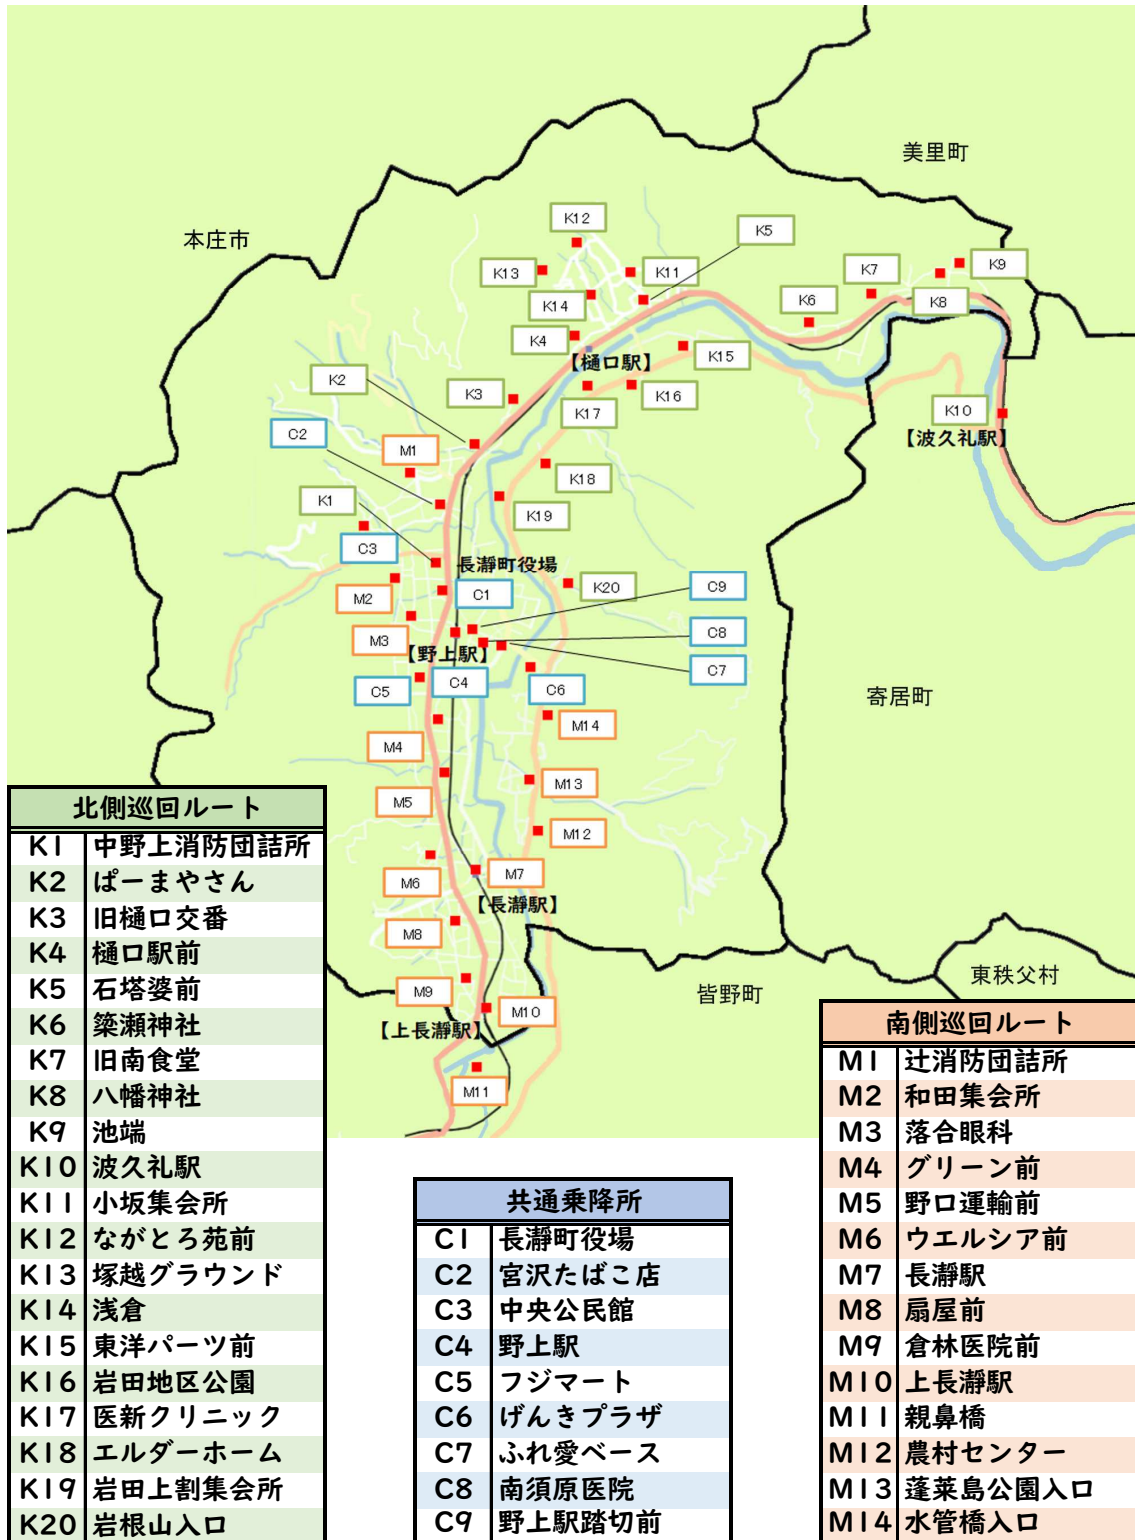 美里町
本庄市
K12
K5
K13
K11
K7
K9
K14
K6
K8
K4
【樋口駅】
K15
K2
K3
K16
K17
K10
【波久礼駅】
C2
M1
K18
K1
K19
C3
長瀞町役場
M2
C1
K20
C9
M3
C8
【野上駅】
C7
C5
C4
C6
寄居町
M14
M4
M13
M5
M12
M6
M7
【長瀞駅】
M8
東秩父村
皆野町
M9
M10
【上長瀞駅】
M11
北側巡回ルート
K1 中野上消防団詰所
K2 ぱーまやさん
K3 旧樋口交番
K4 樋口駅前
K5 石塔婆前
K6 簗瀬神社
K7 旧南食堂
K8 八幡神社
K9 池端
K10 波久礼駅
K11 小坂集会所
K12 ながとろ苑前
K13 塚越グラウンド
K14 浅倉
K15 東洋パーツ前
K16 岩田地区公園
K17 医新クリニック
K18 エルダーホーム
K19 岩田上割集会所
K20 岩根山入口
共通乗降所
C1 長瀞町役場
C2 宮沢たばこ店
C3 中央公民館
C4 野上駅
C5 フジマート
C6 げんきプラザ
C7 ふれ愛ベース
C8 南須原医院
C9 野上駅踏切前
南側巡回ルート
M1 辻消防団詰所
M2 和田集会所
M3 落合眼科
M4 グリーン前
M5 野口運輸前
M6 ウエルシア前
M7 長瀞駅
M8 扇屋前
M9 倉林医院前
M10 上長瀞駅
M11 親鼻橋
M12 農村センター
M13 蓬莱島公園入口
M14 水管橋入口